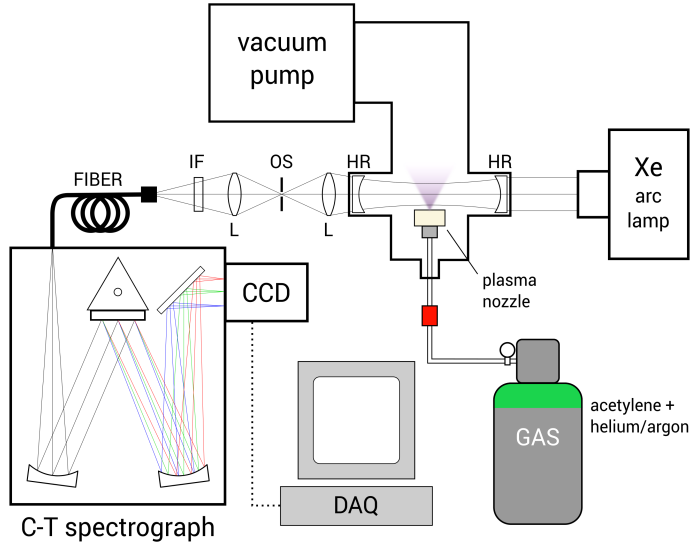 vacuum
pump
FIBER
IF
OS
HR
HR
L
L
Xe
arc
lamp
plasma
nozzle
CCD
GAS
acetylene +
helium/argon
DAQ
C-T spectrograph